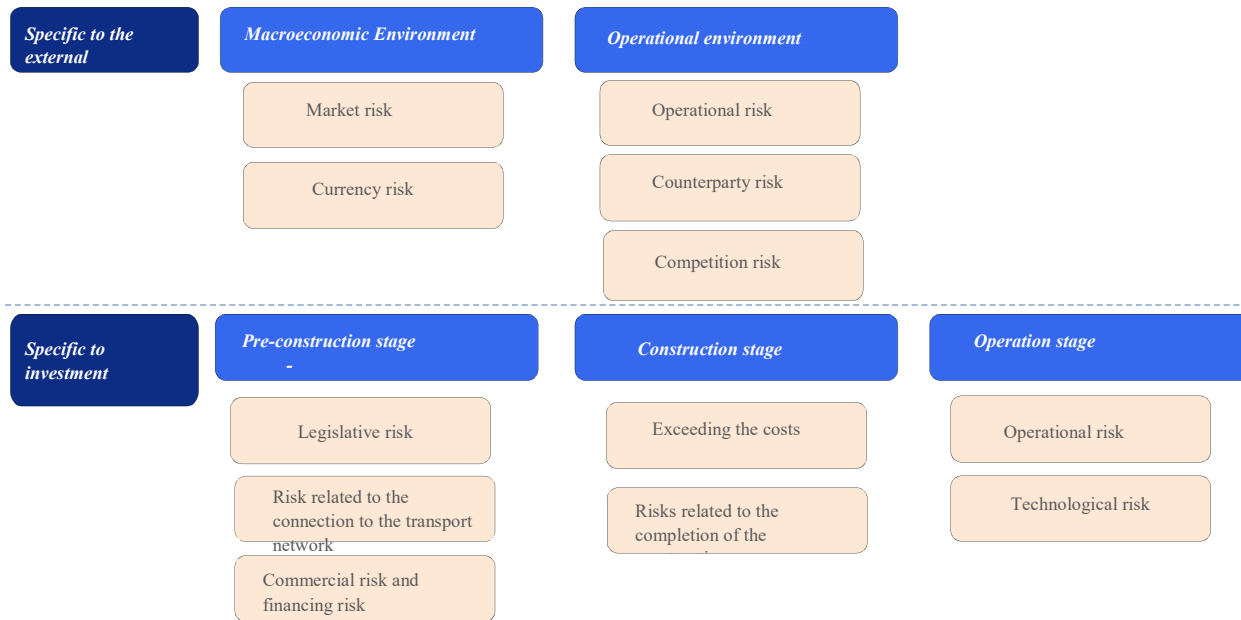 Specific to the
external
Macroeconomic Environment
Operational environment
Market risk
Operational risk
Currency risk
Counterparty risk
Competition risk
Specific to
investment
Pre-construction stage
-
Construction stage
Operation stage
Legislative risk
Exceeding the costs
Operational risk
Risk related to the
connection to the transport
network
Risks related to the
completion of the
Technological risk
Commercial risk and
financing risk